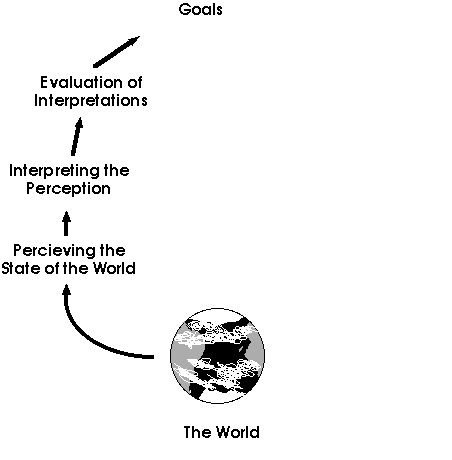 Goals
Evaluation of
Interpretations
Interpreting the
Perception
Percieving the
State of the World
The World